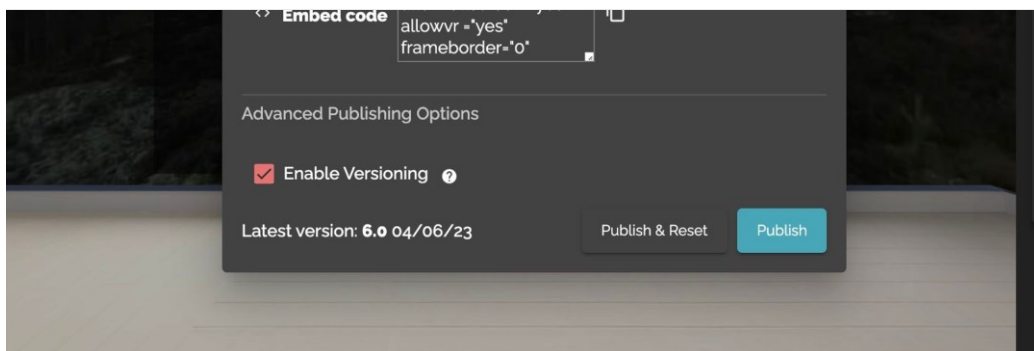 <> Embed code
allowvr ="yes"
frameborder="0"
Advanced Publishing Options
Enable Versioning ?
Latest version: 6.0 04/06/23
Publish & Reset
Publish